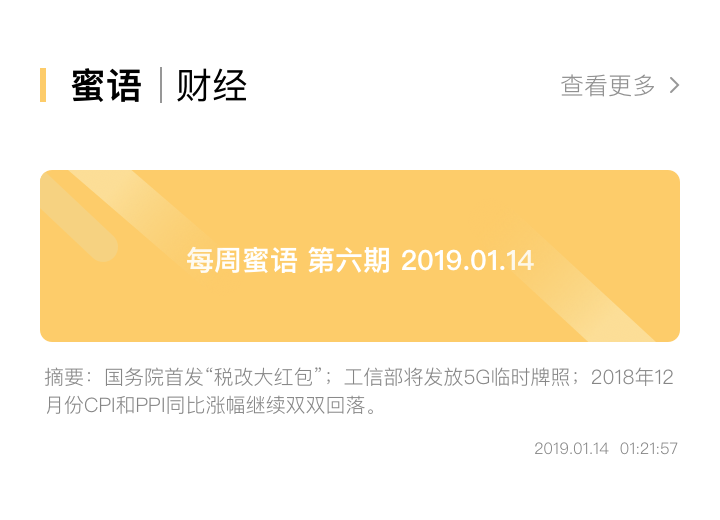 蜜语 | 财经
查看更多 >
每周蜜语 第六期 2019.01.14
摘要：国务院首发“税改大红包”；工信部将发放5G临时牌照；2018年12
月份CPI和PPI同比涨幅继续双双回落。
2019.01.14 01:21:57